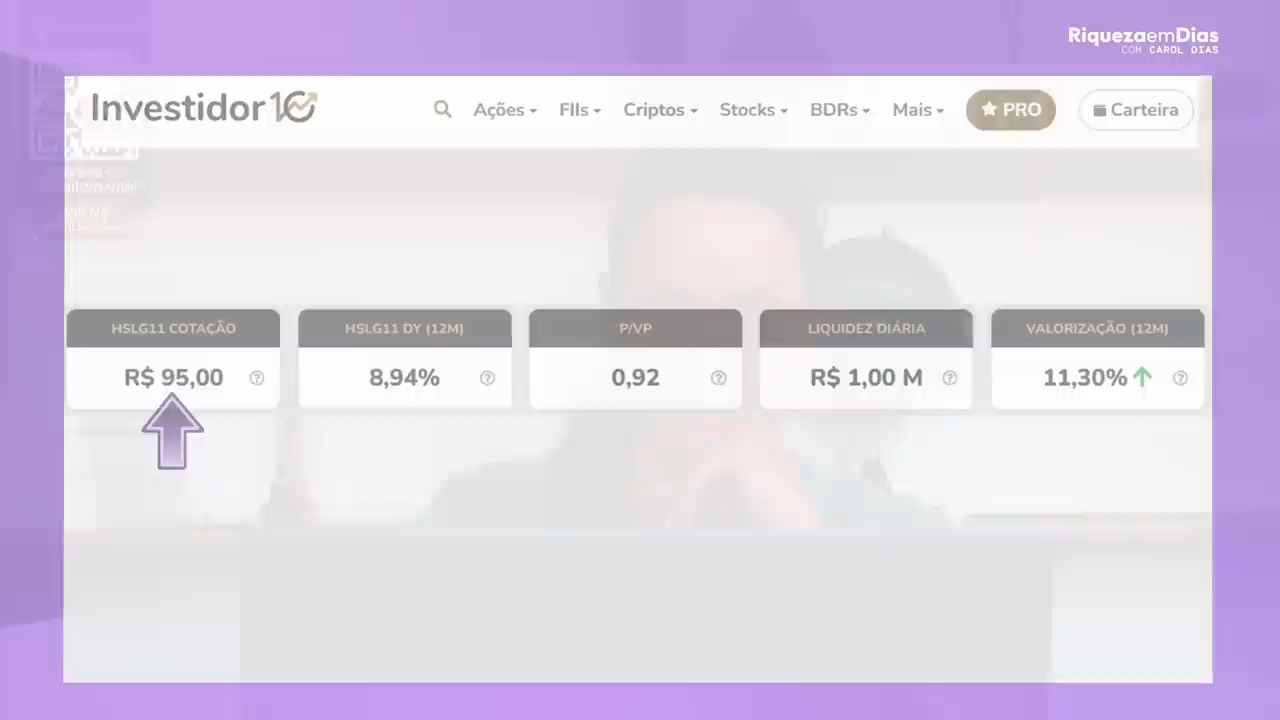 RiquezaemDias
COM CAROL DIAS
Investidor10
Ações FIIs Criptos Stocks BDRs Mais PRO Carteira
HSLG11 COTAÇÃO HSLG11 DY (12M) P/VP LIQUIDEZ DIÁRIA VALORIZAÇÃO (12M)
R$ 95,00 8,94% 0,92 R$ 1,00 M 11,30%